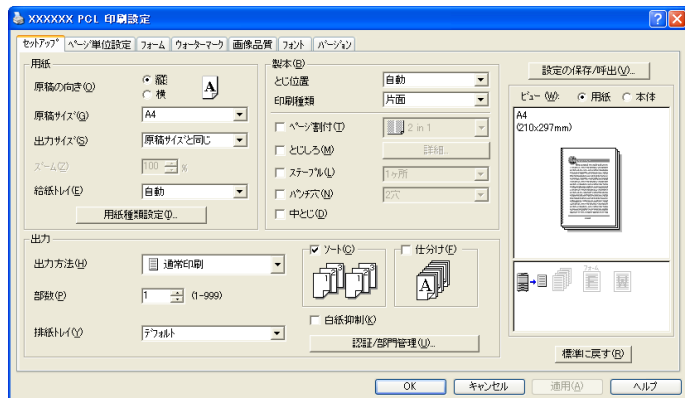 XXXXXX PCL 印刷設定
セットアップ ページ単位設定 フォーム ウォーターマーク 画像品質 フォント バージョン
用紙
原稿の向き(O)
縦
横
A
原稿サイズ(G)
A4
出力サイズ(S)
原稿サイズと同じ
ズーム(Z)
100 %
給紙トレイ(E)
自動
用紙種類設定(I)...
製本(B)
とじ位置
自動
印刷種類
片面
ページ割付(T)
2 in 1
とじしろ(M)
詳細...
ステープル(L)
1ヶ所
パンチ穴(N)
2穴
中とじ(D)
出力
出力方法(H)
通常印刷
部数(P)
1 (1-999)
排紙トレイ(Y)
デフォルト
ソート(C)
1 2 3 1 2 3
仕分け(F)
A
白紙抑制(K)
認証/部門管理(U)...
設定の保存/呼出(V)...
ビュー (W): 用紙 本体
A4
(210x297mm)
フォーム
標準に戻す(R)
OK キャンセル 適用(A) ヘルプ